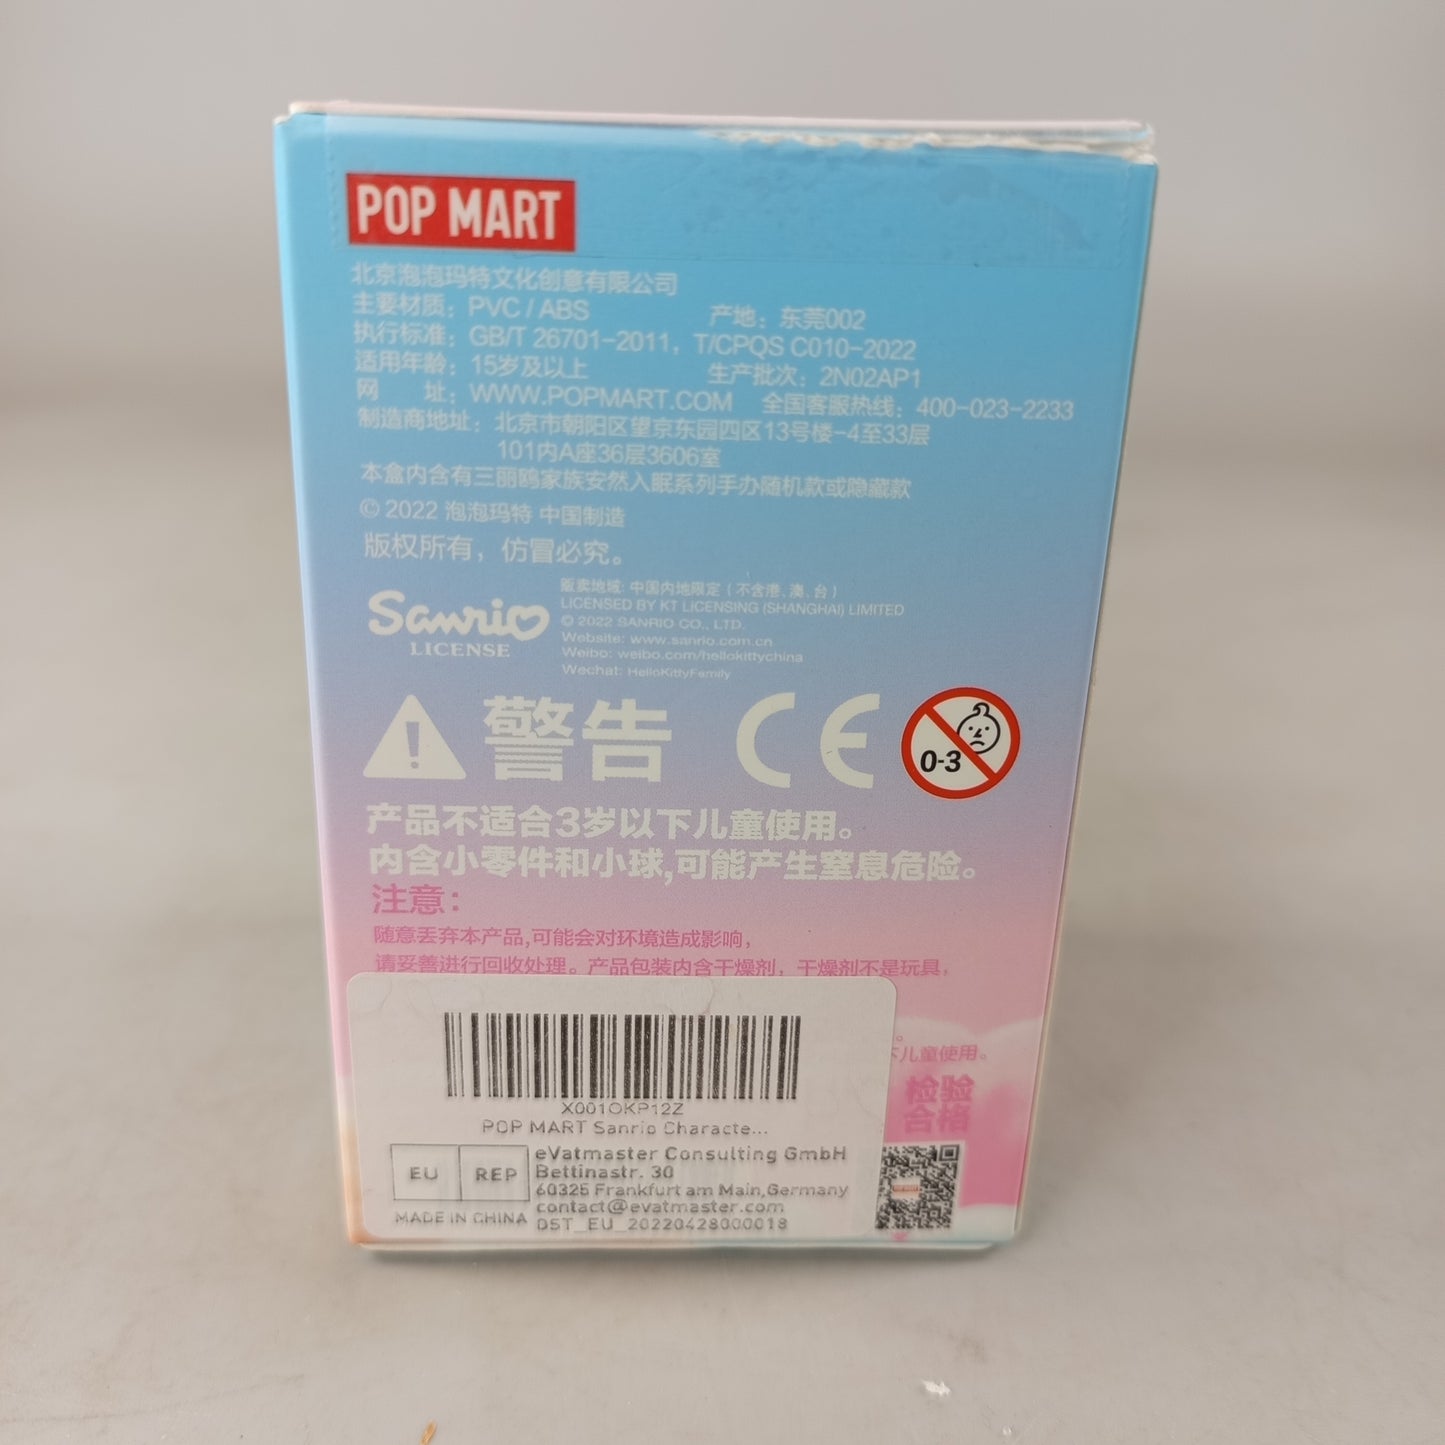 POP MART
北京泡泡玛特文化创意有限公司
主要材质：PVC / ABS 产地：东莞002
执行标准：GB/T 26701-2011，T/CPQS C010-2022
适用年龄：15岁及以上 生产批次：2N02AP1
网 址：WWW.POPMART.COM 全国客服热线：400-023-2233
制造商地址：北京市朝阳区望京东园四区13号楼-4至33层
101内A座36层3606室
本盒内含有三丽鸥家族安然入眠系列手办随机款或隐藏款
© 2022 泡泡玛特 中国制造
版权所有，仿冒必究。
Sanrio
LICENSE
贩卖地域: 中国内地限定（不含港、澳、台）
LICENSED BY KT LICENSING (SHANGHAI) LIMITED
© 2022 SANRIO CO., LTD.
Website: www.sanrio.com.cn
Weibo: weibo.com/hellokittychina
Wechat: HelloKittyFamily
警告 CE 0-3
产品不适合3岁以下儿童使用。
内含小零件和小球,可能产生窒息危险。
注意：
随意丢弃本产品,可能会对环境造成影响，
请妥善进行回收处理。产品包装内含干燥剂，干燥剂不是玩具，
下儿童使用。
检验
合格
X001OKP12Z
POP MART Sanrio Characte...
EU REP
eVatmaster Consulting GmbH
Bettinastr. 30
60325 Frankfurt am Main,Germany
contact@evatmaster.com
MADE IN CHINA
DST_EU_20220428000018